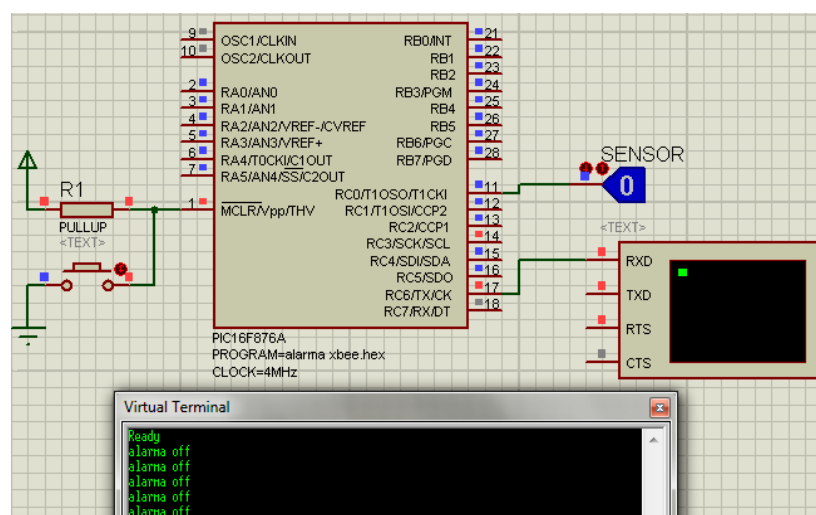 9 OSC1/CLKIN RB0/INT 21
10 OSC2/CLKOUT RB1 22
RB2 23
2 RA0/AN0 RB3/PGM 24
3 RA1/AN1 RB4 25
4 RA2/AN2/VREF-/CVREF RB5 26
5 RA3/AN3/VREF+ RB6/PGC 27
6 RA4/T0CKI/C1OUT RB7/PGD 28
7 RA5/AN4/SS/C2OUT
SENSOR
0
<TEXT>
R1
PULLUP
<TEXT>
1 MCLR/Vpp/THV
RC0/T1OSO/T1CKI 11
RC1/T1OSI/CCP2 12
RC2/CCP1 13
RC3/SCK/SCL 14
RC4/SDI/SDA 15
RC5/SDO 16
RC6/TX/CK 17
RC7/RX/DT 18
RXD
TXD
RTS
CTS
PIC16F876A
PROGRAM=alarma xbee.hex
CLOCK=4MHz
Virtual Terminal
Ready
alarma off
alarma off
alarma off
alarma off
alarma off